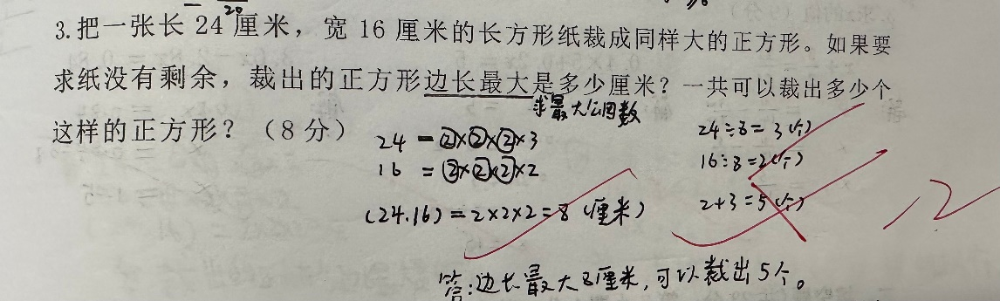 20
3.把一张长 24 厘米，宽 16 厘米的长方形纸裁成同样大的正方形。如果要
求纸没有剩余，裁出的正方形边长最大是多少厘米？一共可以裁出多少个
求最大公因数
这样的正方形？（8 分）
24 = ②×②×②×3
16 = ②×②×②×2
(24.16) = 2×2×2 = 8 (厘米)
24÷8 = 3 (个)
16÷8 = 2 (个)
2+3 = 5 (个)
2
答:边长最大8厘米,可以裁出5个。